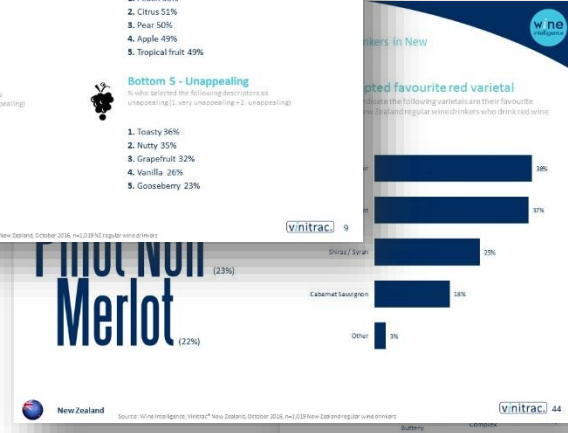 2. Citrus 51%
3. Pear 50%
4. Apple 49%
5. Tropical fruit 49%
Bottom 5 - Unappealing
% who selected the following descriptors as
unappealing (1. very unappealing + 2. unappealing)
1. Toasty 36%
2. Nutty 35%
3. Grapefruit 32%
4. Vanilla 26%
5. Gooseberry 23%
New Zealand, October 2016, n=1,019 NZ regular wine drinkers
vinitrac. 9
wine
intelligence
nkers in New
pted favourite red varietal
ndicate the following varietals are their favourite
ew Zealand regular wine drinkers who drink red wine
38%
37%
Shiraz / Syrah 25%
Cabernet Sauvignon 18%
Other 3%
Pinot Noir (23%)
Merlot (22%)
New Zealand
Source: Wine Intelligence, Vinitrac® New Zealand, October 2016, n=1,019 New Zealand regular wine drinkers
vinitrac. 44
Buttery
Complex